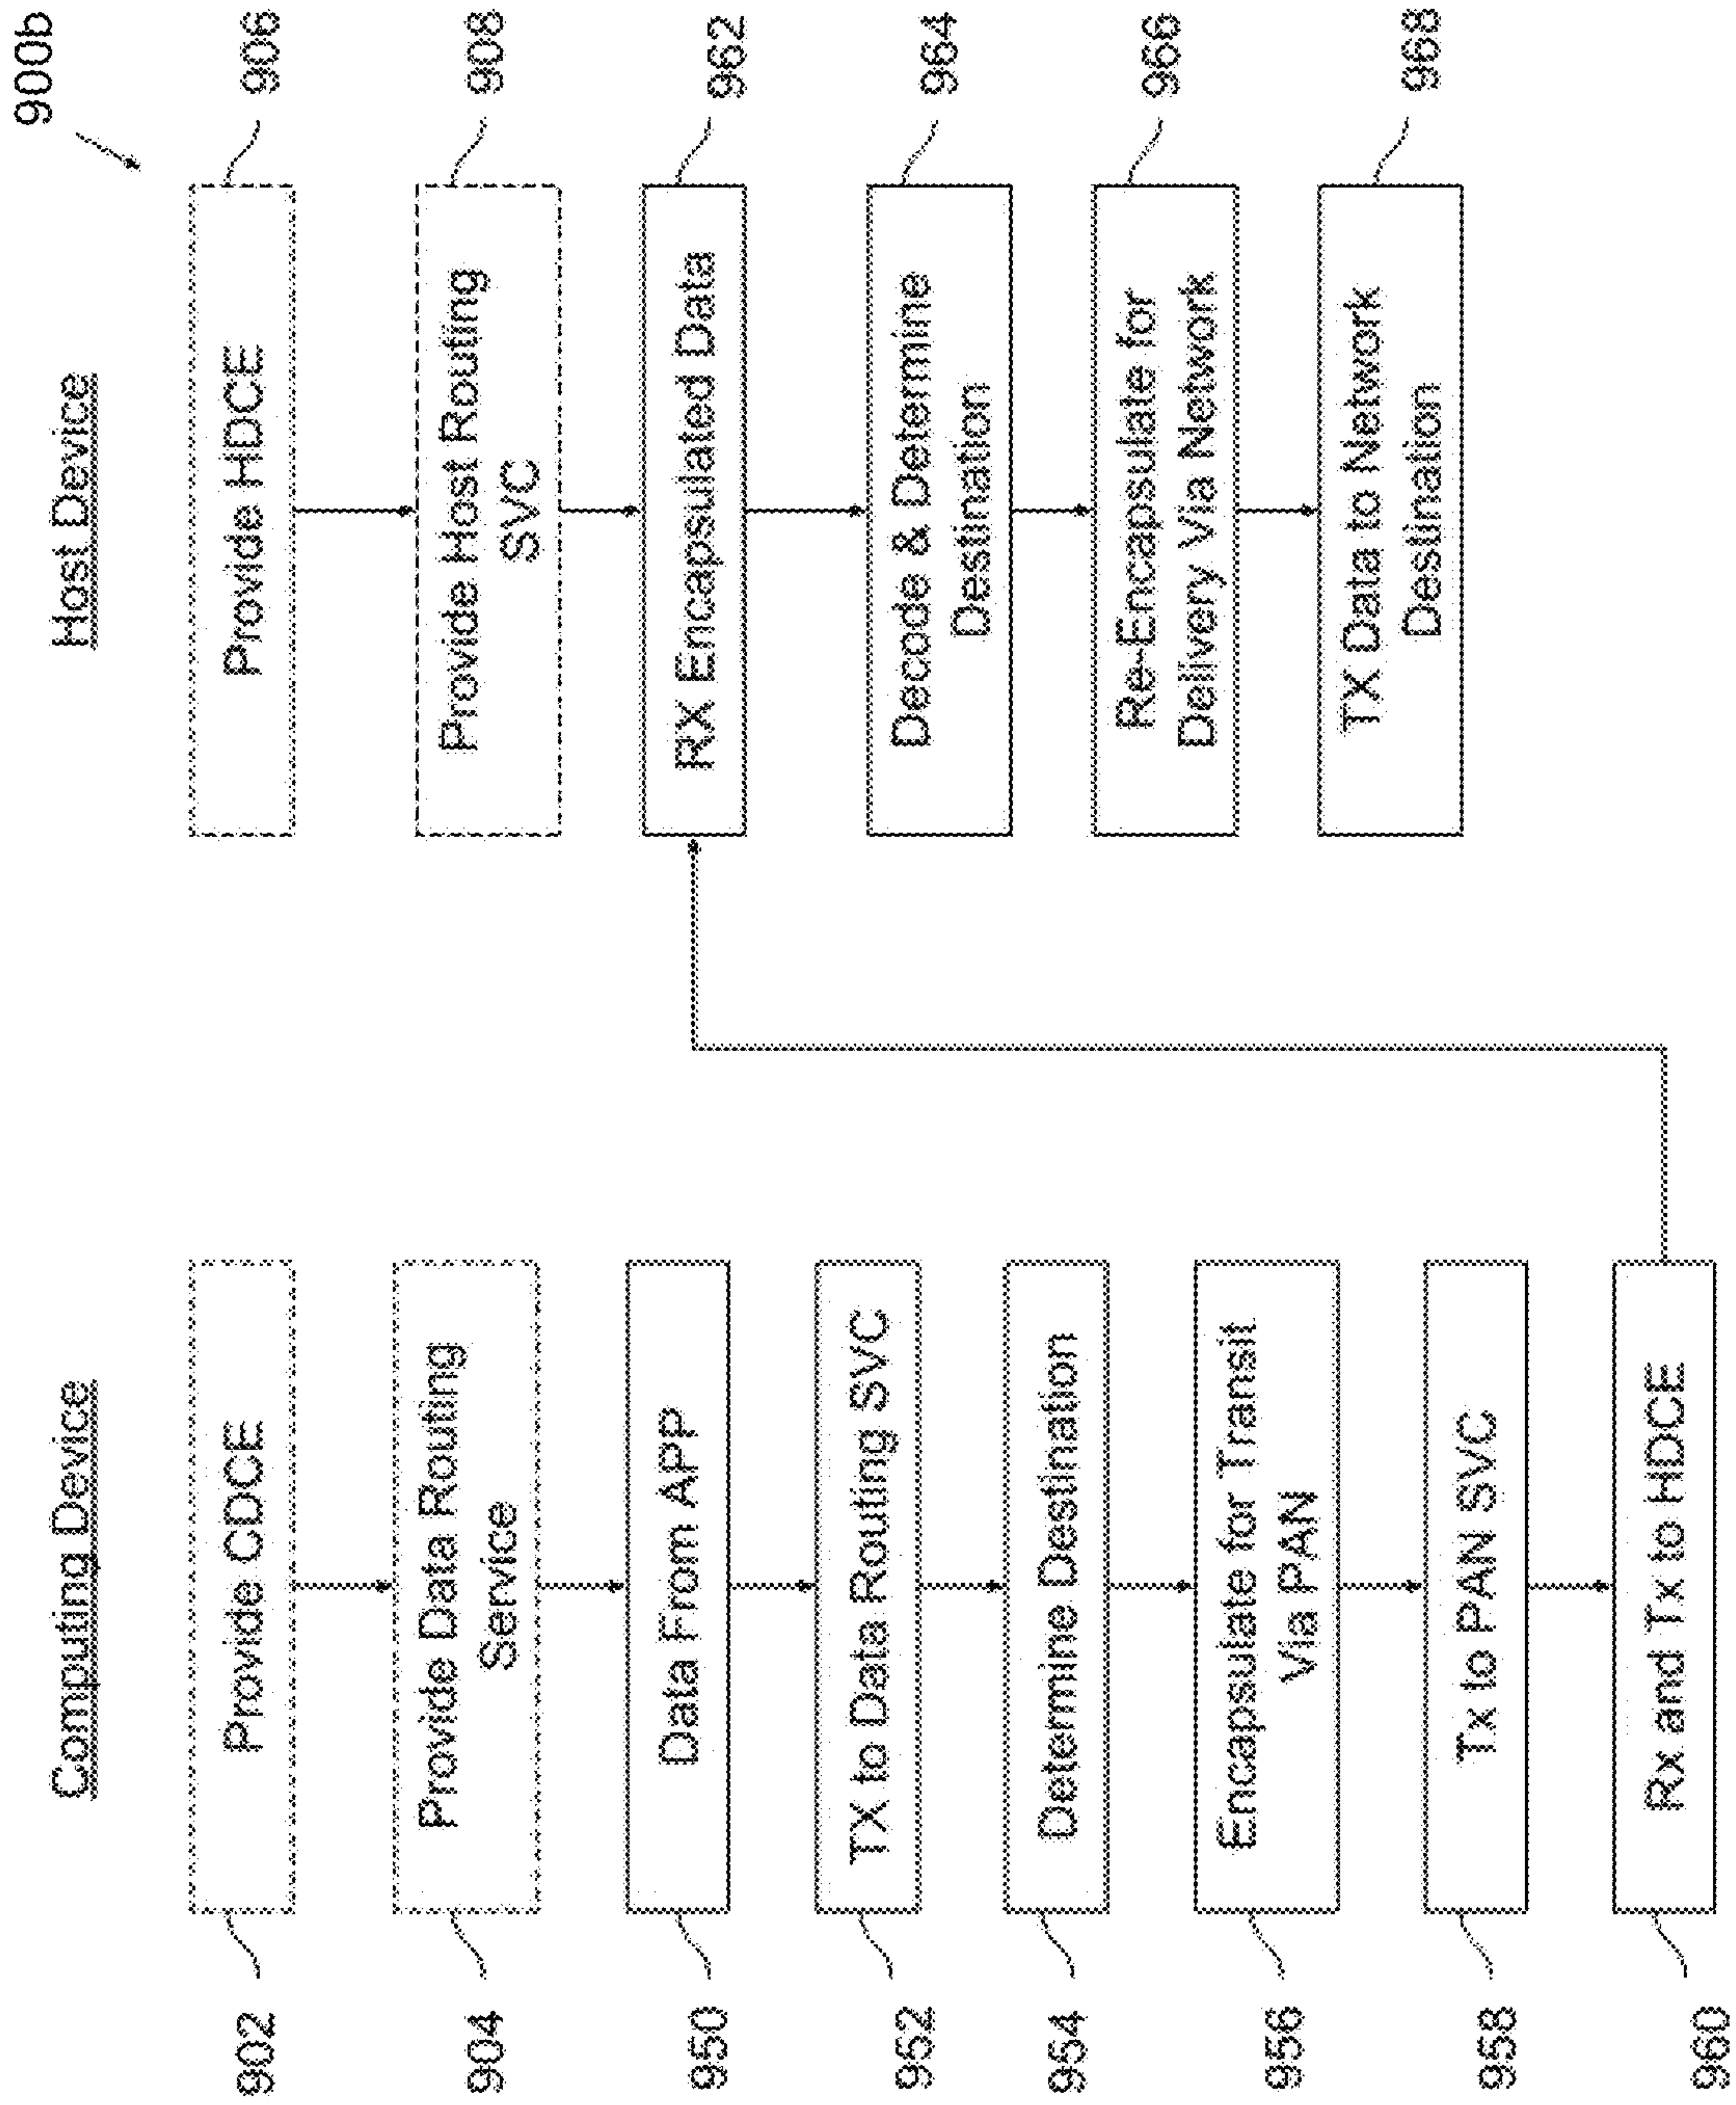 900b
Computing Device
902
Provide CDCE
904
Provide Data Routing
Service
950
Data From APP
952
TX to Data Routing SVC
954
Determine Destination
956
Encapsulate for Transit
Via PAN
958
Tx to PAN SVC
960
Rx and Tx to HDCE
Host Device
Provide HDCE
906
Provide Host Routing
SVC
908
RX Encapsulated Data
962
Decode & Determine
Destination
964
Re-Encapsulate for
Delivery Via Network
966
TX Data to Network
Destination
968